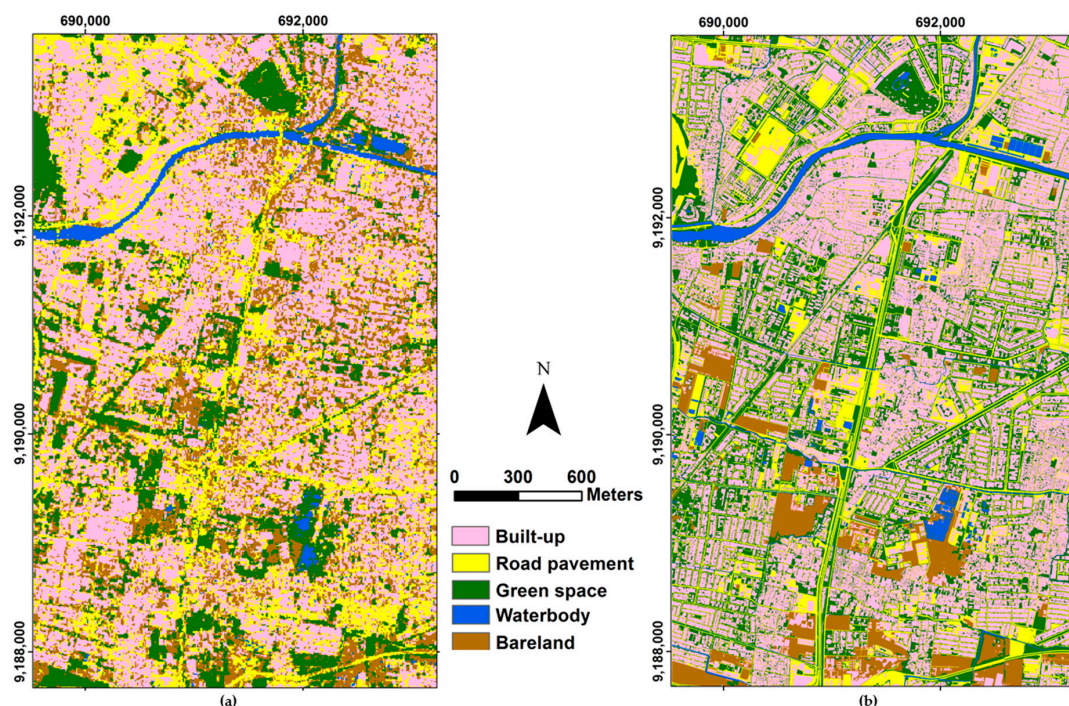 690,000
692,000
690,000
692,000
9,192,000
9,190,000
9,188,000
9,192,000
9,190,000
9,188,000
N
0 300 600
Meters
Built-up
Road pavement
Green space
Waterbody
Bareland
(a)
(b)